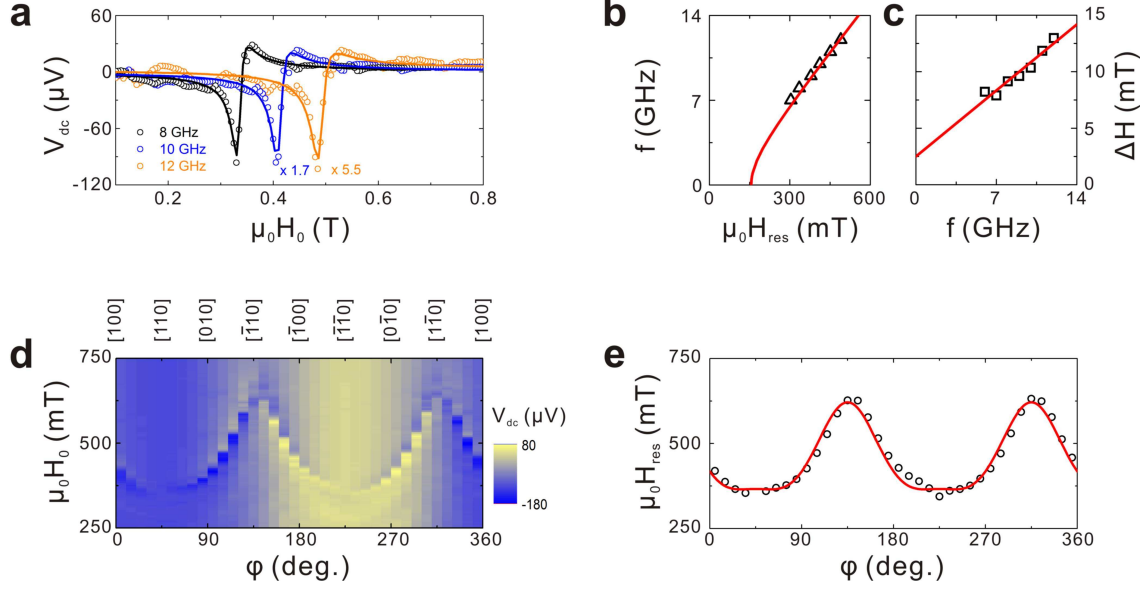 a
60
0
-60
-120
V_dc (μV)
8 GHz
10 GHz
12 GHz
x 1.7
x 5.5
0.2
0.4
0.6
0.8
μ₀H₀ (T)
b
14
7
0
f (GHz)
0
300
600
μ₀H_res (mT)
c
15
10
5
0
ΔH (mT)
0
7
14
f (GHz)
d
[100]
[110]
[010]
[1̄10]
[1̄00]
[1̄1̄0]
[01̄0]
[11̄0]
[100]
750
500
250
μ₀H₀ (mT)
0
90
180
270
360
φ (deg.)
V_dc (μV)
80
-180
e
750
500
250
μ₀H_res (mT)
0
90
180
270
360
φ (deg.)